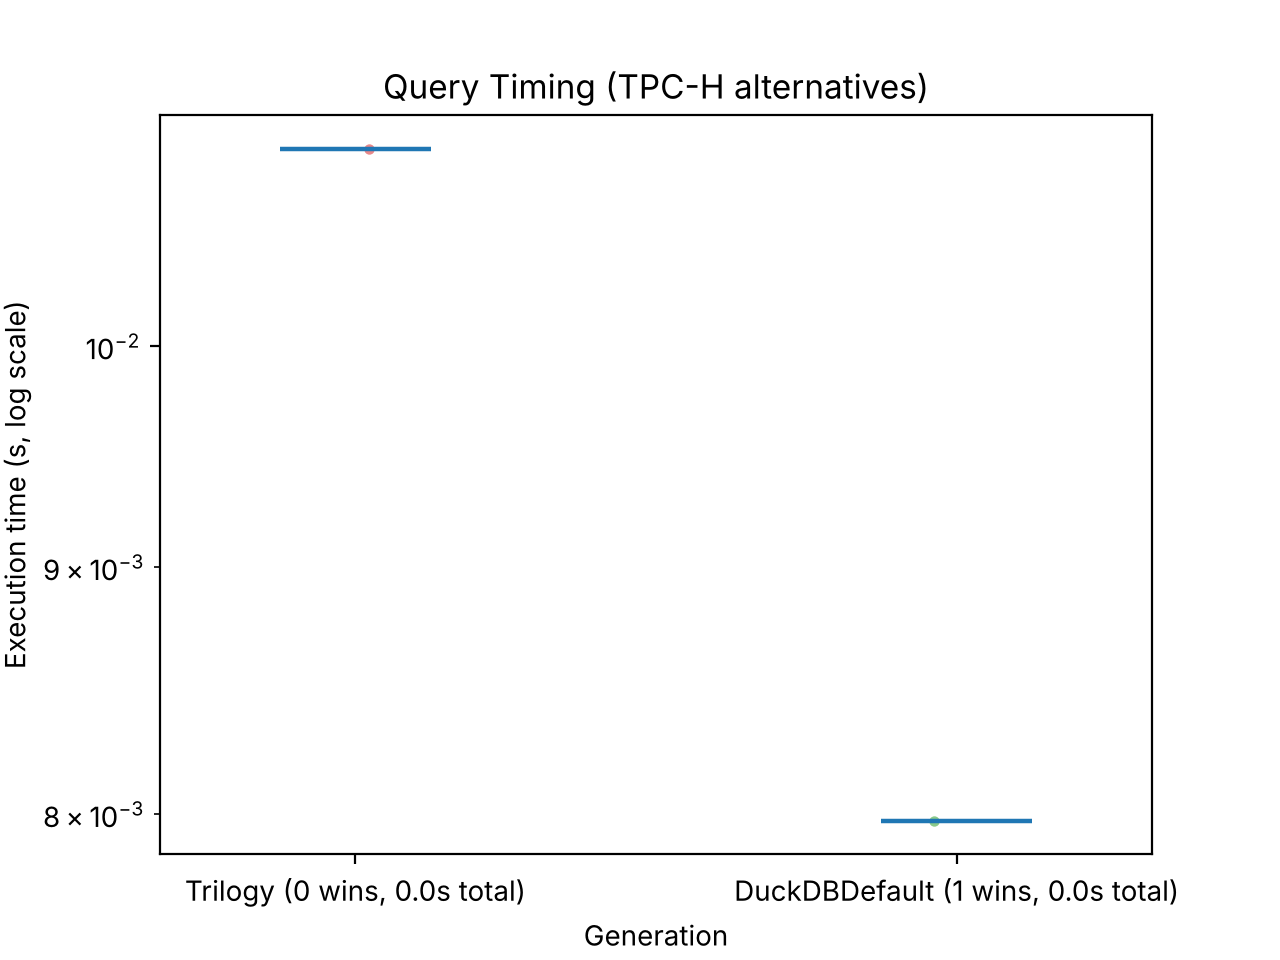 Query Timing (TPC-H alternatives)
Execution time (s, log scale)
10⁻²
9 × 10⁻³
8 × 10⁻³
Trilogy (0 wins, 0.0s total)
DuckDBDefault (1 wins, 0.0s total)
Generation